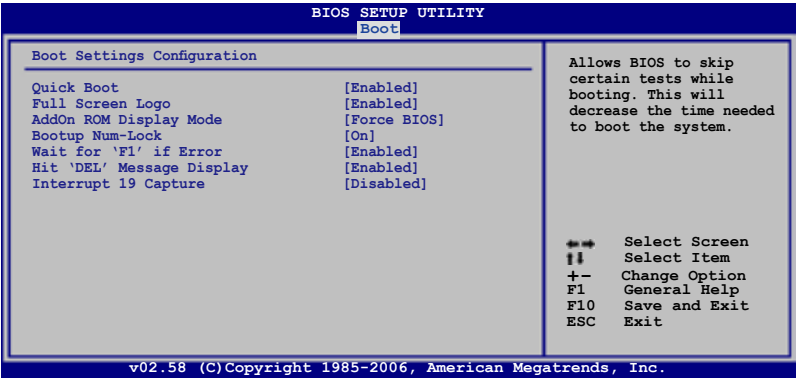 BIOS SETUP UTILITY
Boot
Boot Settings Configuration
Quick Boot [Enabled]
Full Screen Logo [Enabled]
AddOn ROM Display Mode [Force BIOS]
Bootup Num-Lock [On]
Wait for ‘F1’ if Error [Enabled]
Hit ‘DEL’ Message Display [Enabled]
Interrupt 19 Capture [Disabled]
Allows BIOS to skip
certain tests while
booting. This will
decrease the time needed
to boot the system.
←→ Select Screen
↑↓ Select Item
+- Change Option
F1 General Help
F10 Save and Exit
ESC Exit
v02.58 (C)Copyright 1985-2006, American Megatrends, Inc.